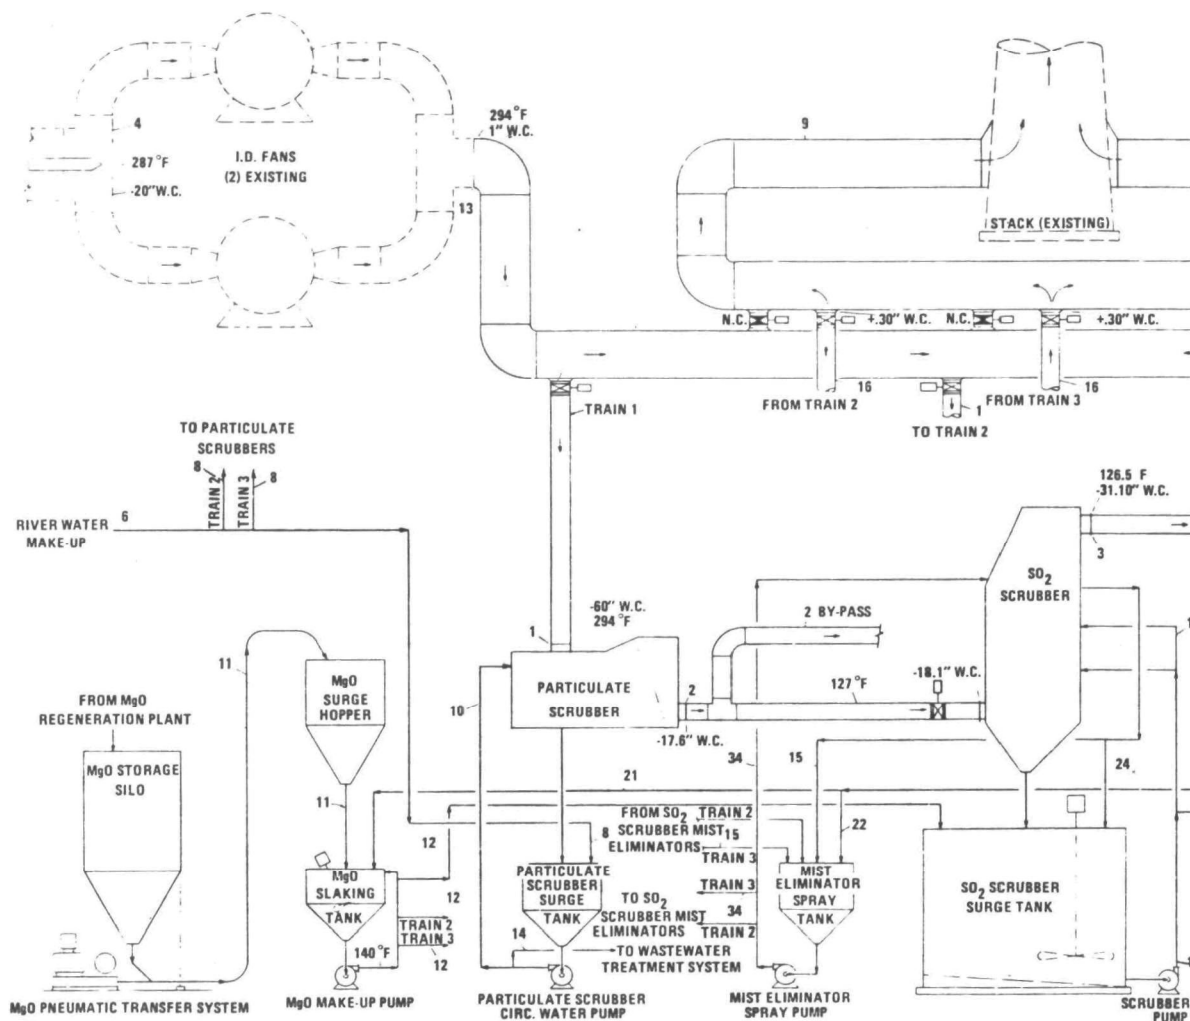 4
287°F
-20"W.C.
I.D. FANS
(2) EXISTING
294°F
1" W.C.
13
9
STACK (EXISTING)
N.C.
+.30" W.C.
N.C.
+.30" W.C.
TRAIN 1
16
FROM TRAIN 2
1
TO TRAIN 2
16
FROM TRAIN 3
TO PARTICULATE
SCRUBBERS
8
8
TRAIN 2
TRAIN 3
6
RIVER WATER
MAKE-UP
126.5 F
-31.10" W.C.
3
SO2
SCRUBBER
-60" W.C.
294°F
1
2 BY-PASS
PARTICULATE
SCRUBBER
2
-17.6" W.C.
127°F
-18.1" W.C.
1
11
MgO
SURGE
HOPPER
10
FROM MgO
REGENERATION PLANT
MgO STORAGE
SILO
11
34
15
24
21
12
FROM SO2
SCRUBBER MIST
ELIMINATORS
TRAIN 2
15
TRAIN 3
22
8
MgO
SLAKING
TANK
12
TRAIN 2
TRAIN 3
12
140°F
PARTICULATE
SCRUBBER
SURGE
TANK
14
TO SO2
SCRUBBER MIST
ELIMINATORS
TRAIN 3
34
TRAIN 2
TO WASTEWATER
TREATMENT SYSTEM
MIST
ELIMINATOR
SPRAY
TANK
SO2 SCRUBBER
SURGE TANK
MgO PNEUMATIC TRANSFER SYSTEM
MgO MAKE-UP PUMP
PARTICULATE SCRUBBER
CIRC. WATER PUMP
MIST ELIMINATOR
SPRAY PUMP
SCRUBBER
PUMP